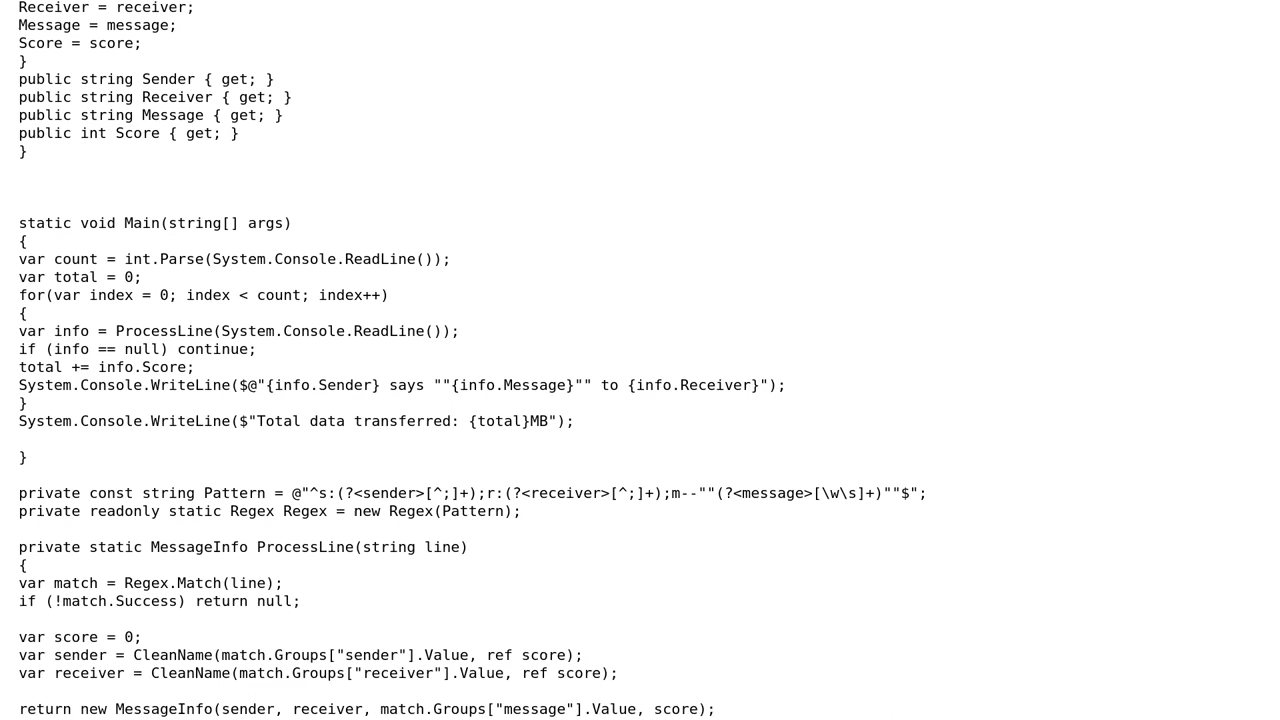 Receiver = receiver;
Message = message;
Score = score;
}
public string Sender { get; }
public string Receiver { get; }
public string Message { get; }
public int Score { get; }
}
static void Main(string[] args)
{
var count = int.Parse(System.Console.ReadLine());
var total = 0;
for(var index = 0; index < count; index++)
{
var info = ProcessLine(System.Console.ReadLine());
if (info == null) continue;
total += info.Score;
System.Console.WriteLine($@"{info.Sender} says ""{info.Message}"" to {info.Receiver}");
}
System.Console.WriteLine($"Total data transferred: {total}MB");
}
private const string Pattern = @"^s:(?<sender>[^;]+);r:(?<receiver>[^;]+);m--""(?<message>[\w\s]+)""$";
private readonly static Regex Regex = new Regex(Pattern);
private static MessageInfo ProcessLine(string line)
{
var match = Regex.Match(line);
if (!match.Success) return null;
var score = 0;
var sender = CleanName(match.Groups["sender"].Value, ref score);
var receiver = CleanName(match.Groups["receiver"].Value, ref score);
return new MessageInfo(sender, receiver, match.Groups["message"].Value, score);